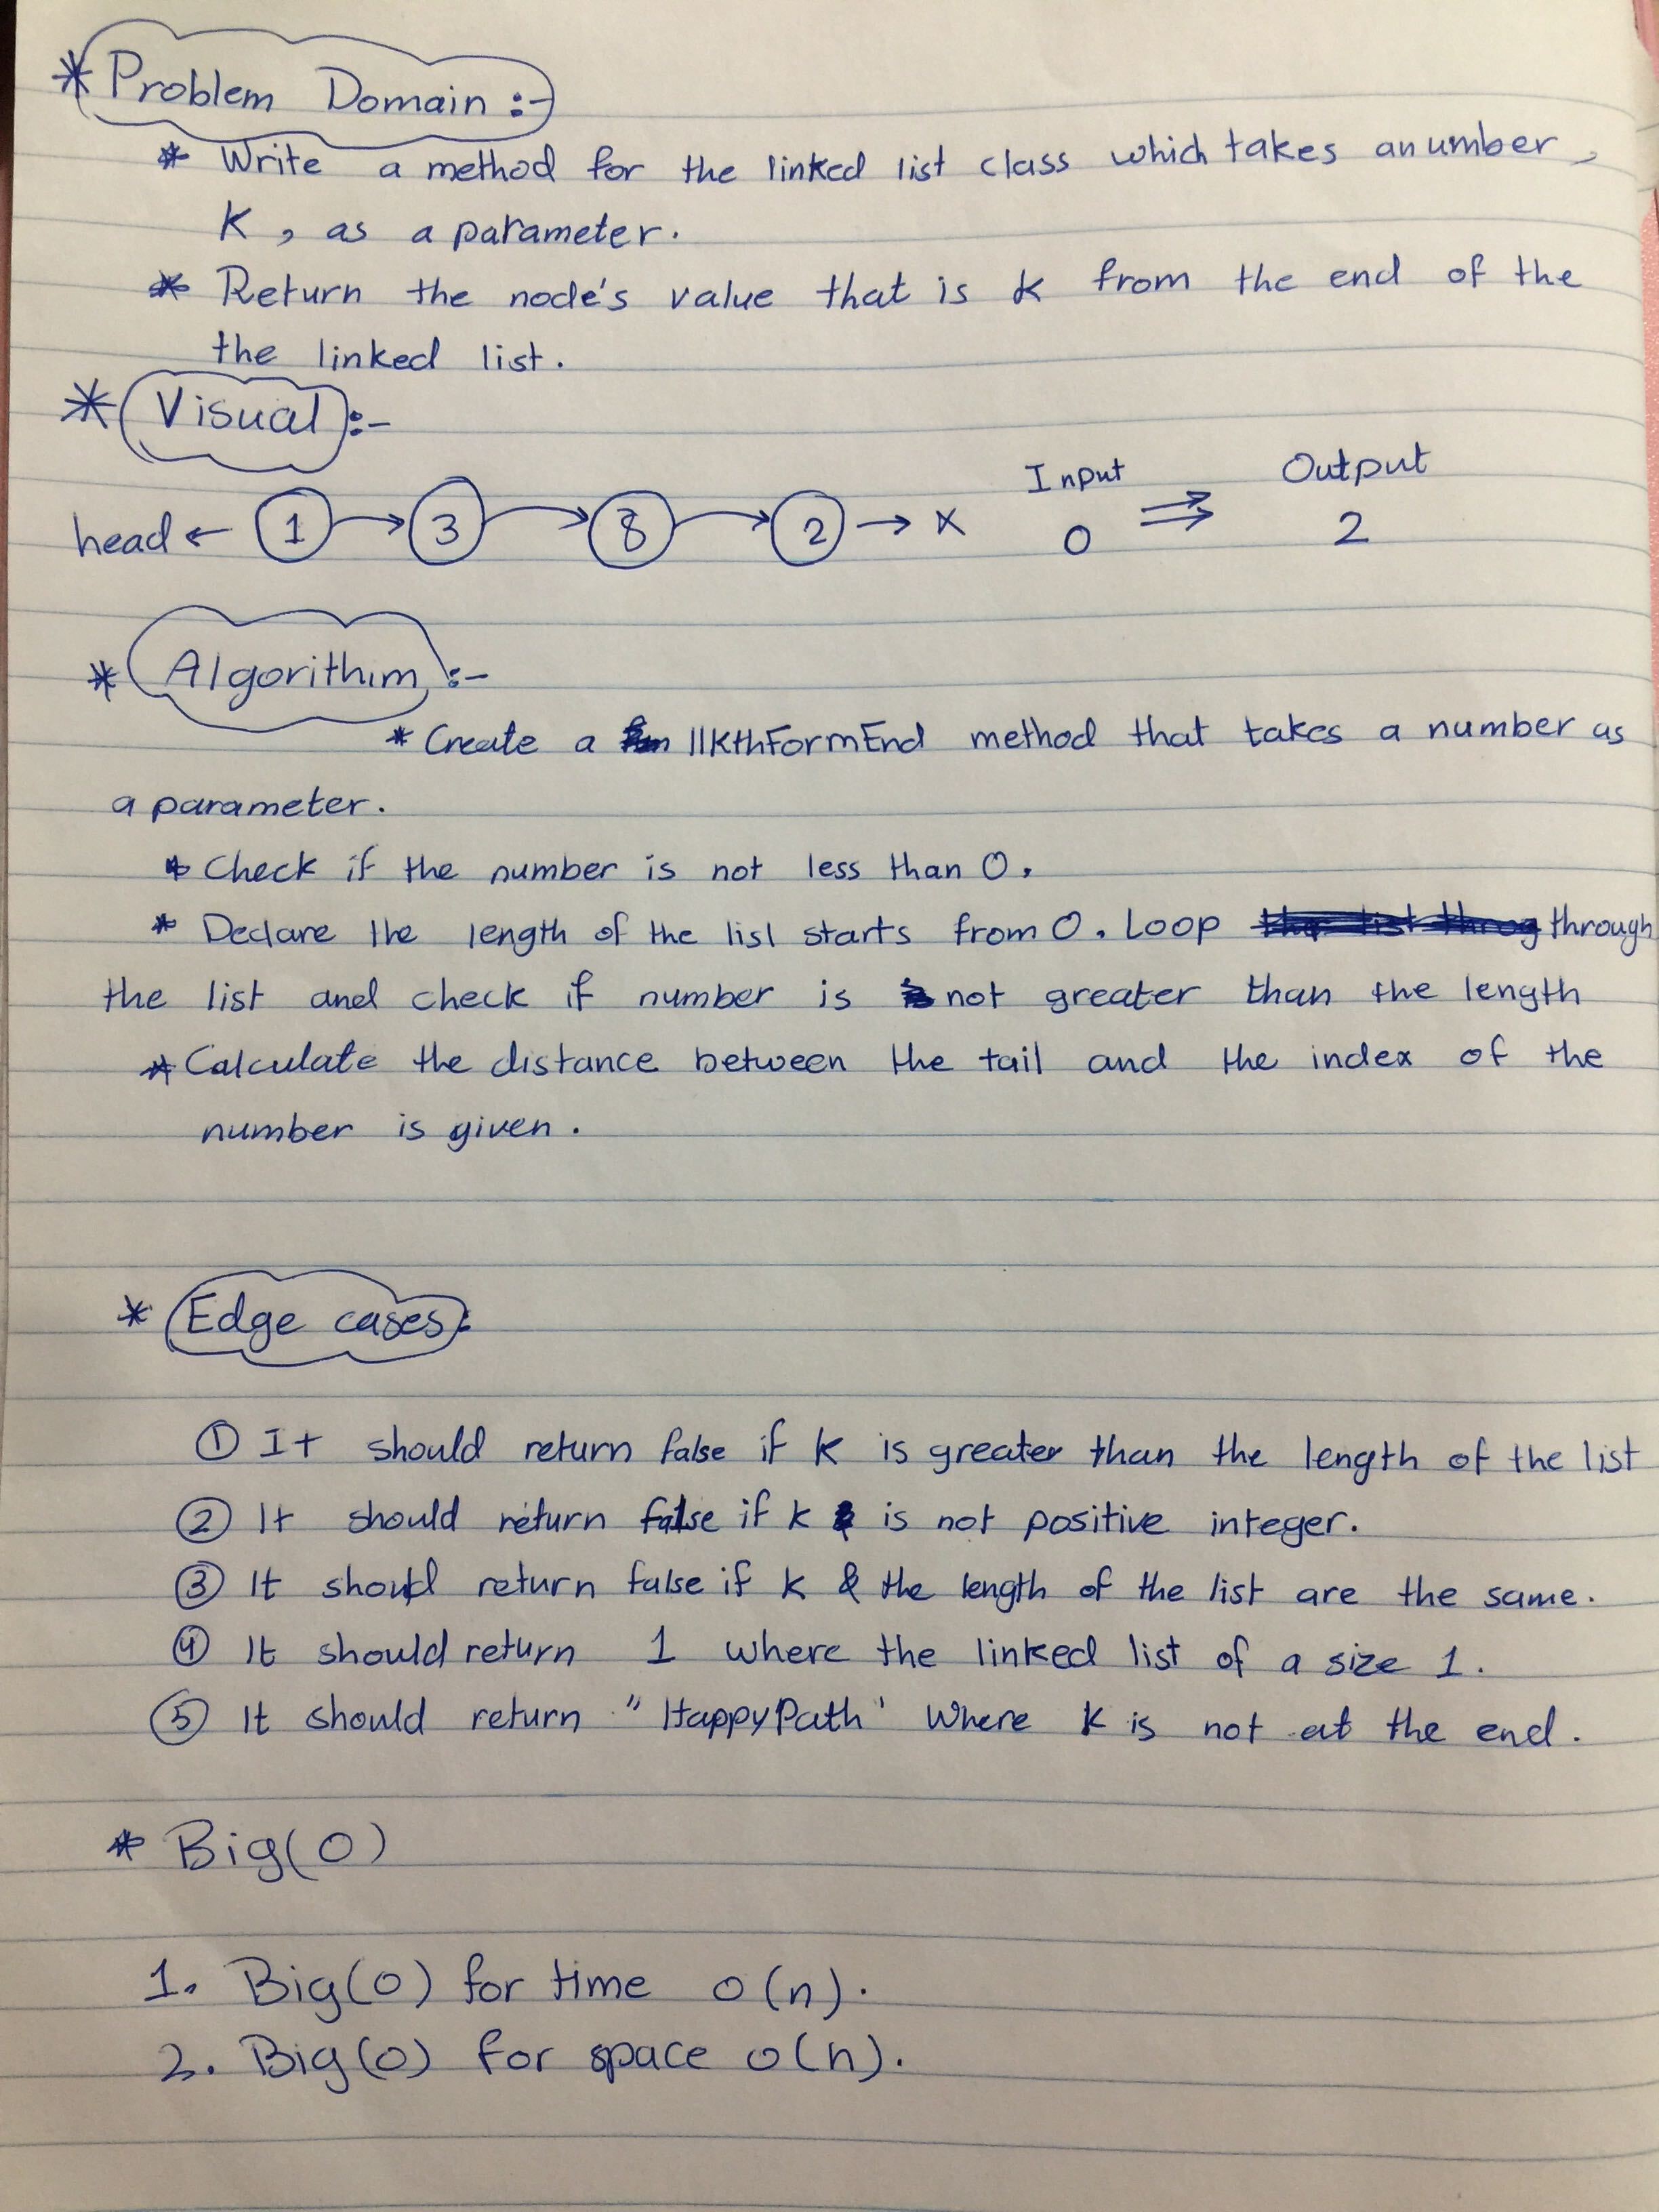 * Problem Domain :-
* Write a method for the linked list class which takes a number,
K, as a parameter.
* Return the node's value that is k from the end of the
the linked list.
* Visual :-
head ← 1 → 3 → 8 → 2 → X Input 0 ⇒ Output 2
* Algorithim :-
* Create a llKthFormEnd method that takes a number as
a parameter.
* Check if the number is not less than 0.
* Declare the length of the list starts from 0. Loop through
the list and check if number is not greater than the length
* Calculate the distance between the tail and the index of the
number is given.
* Edge cases:
① It should return false if k is greater than the length of the list
② It should return false if k is not positive integer.
③ It should return false if k & the length of the list are the same.
④ It should return 1 where the linked list of a size 1.
⑤ It should return "HappyPath' Where k is not at the end.
* Big(O)
1. Big(O) for time o(n).
2. Big(O) for space o(n).